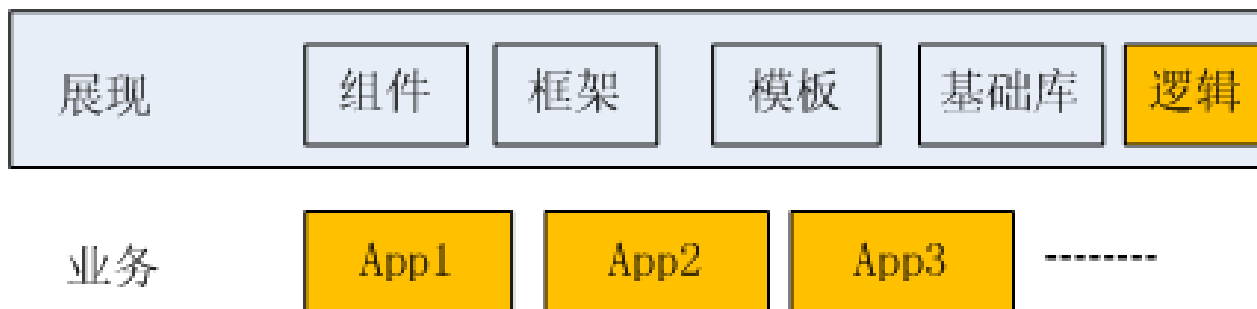 展现 组件 框架 模板 基础库 逻辑
业务 App1 App2 App3 --------